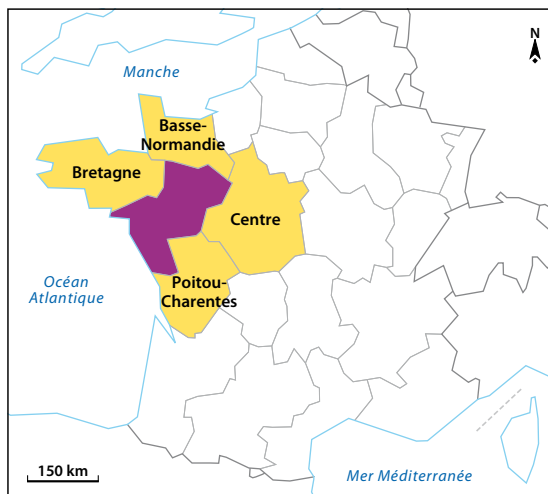 N
Manche
Basse-
Normandie
Bretagne
Centre
Océan
Atlantique
Poitou-
Charentes
150 km
Mer Méditerranée